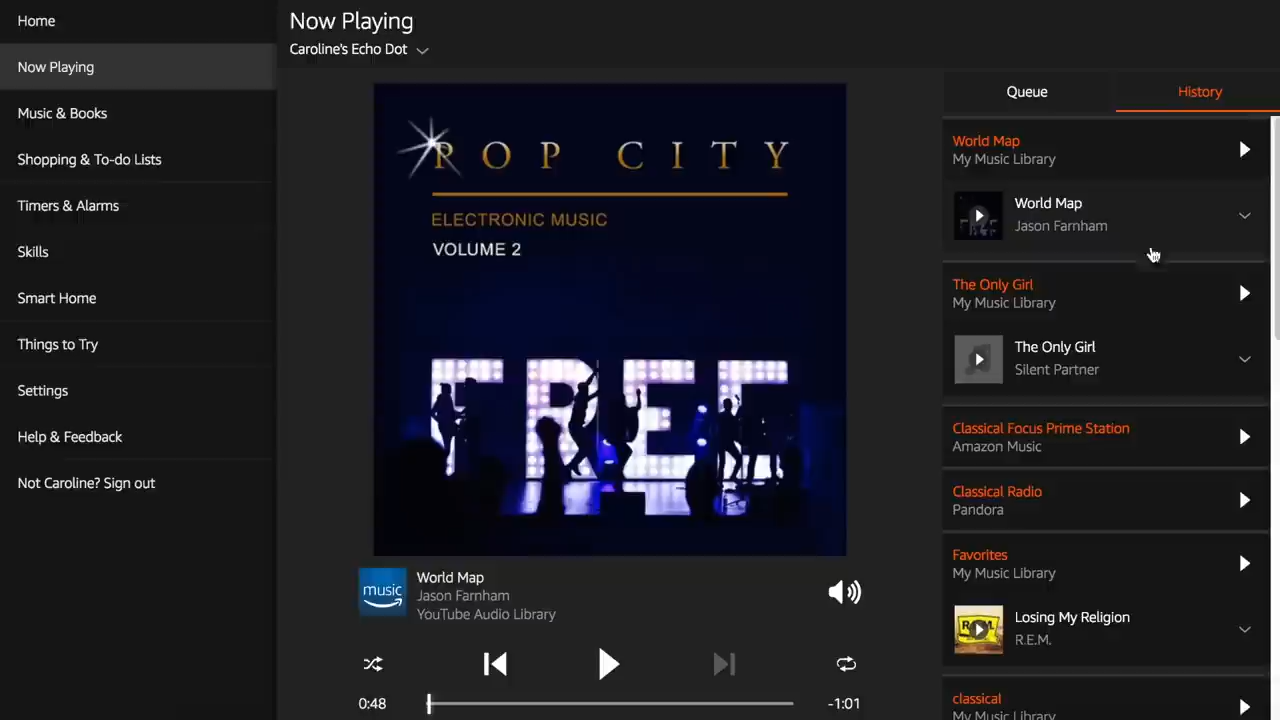 Home
Now Playing
Music & Books
Shopping & To-do Lists
Timers & Alarms
Skills
Smart Home
Things to Try
Settings
Help & Feedback
Not Caroline? Sign out
Now Playing
Caroline's Echo Dot
POP CITY
ELECTRONIC MUSIC
VOLUME 2
FREE
music
World Map
Jason Farnham
YouTube Audio Library
0:48
-1:01
Queue
History
World Map
My Music Library
World Map
Jason Farnham
The Only Girl
My Music Library
The Only Girl
Silent Partner
Classical Focus Prime Station
Amazon Music
Classical Radio
Pandora
Favorites
My Music Library
Losing My Religion
R.E.M.
classical
My Music Library